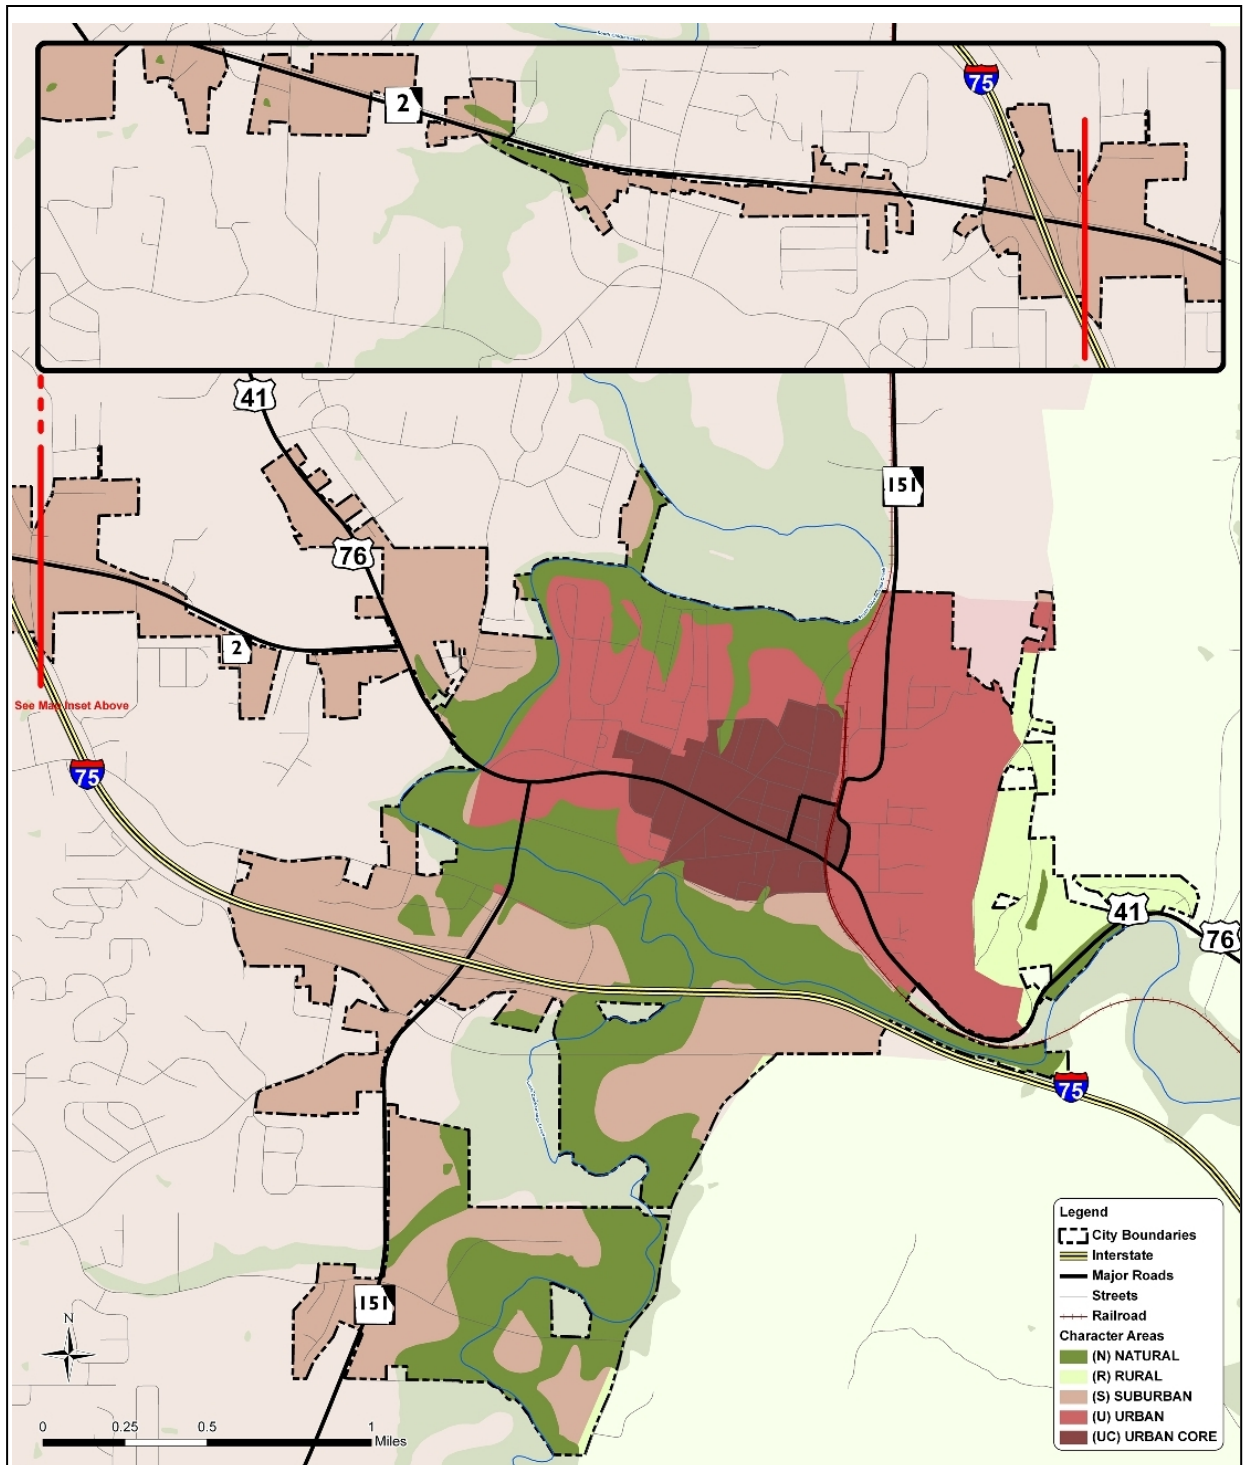 75
2
41
151
76
2
See Map Inset Above
75
41
76
75
151
N
Legend
City Boundaries
Interstate
Major Roads
Streets
Railroad
Character Areas
(N) NATURAL
(R) RURAL
(S) SUBURBAN
(U) URBAN
(UC) URBAN CORE
0 0.25 0.5 1
Miles